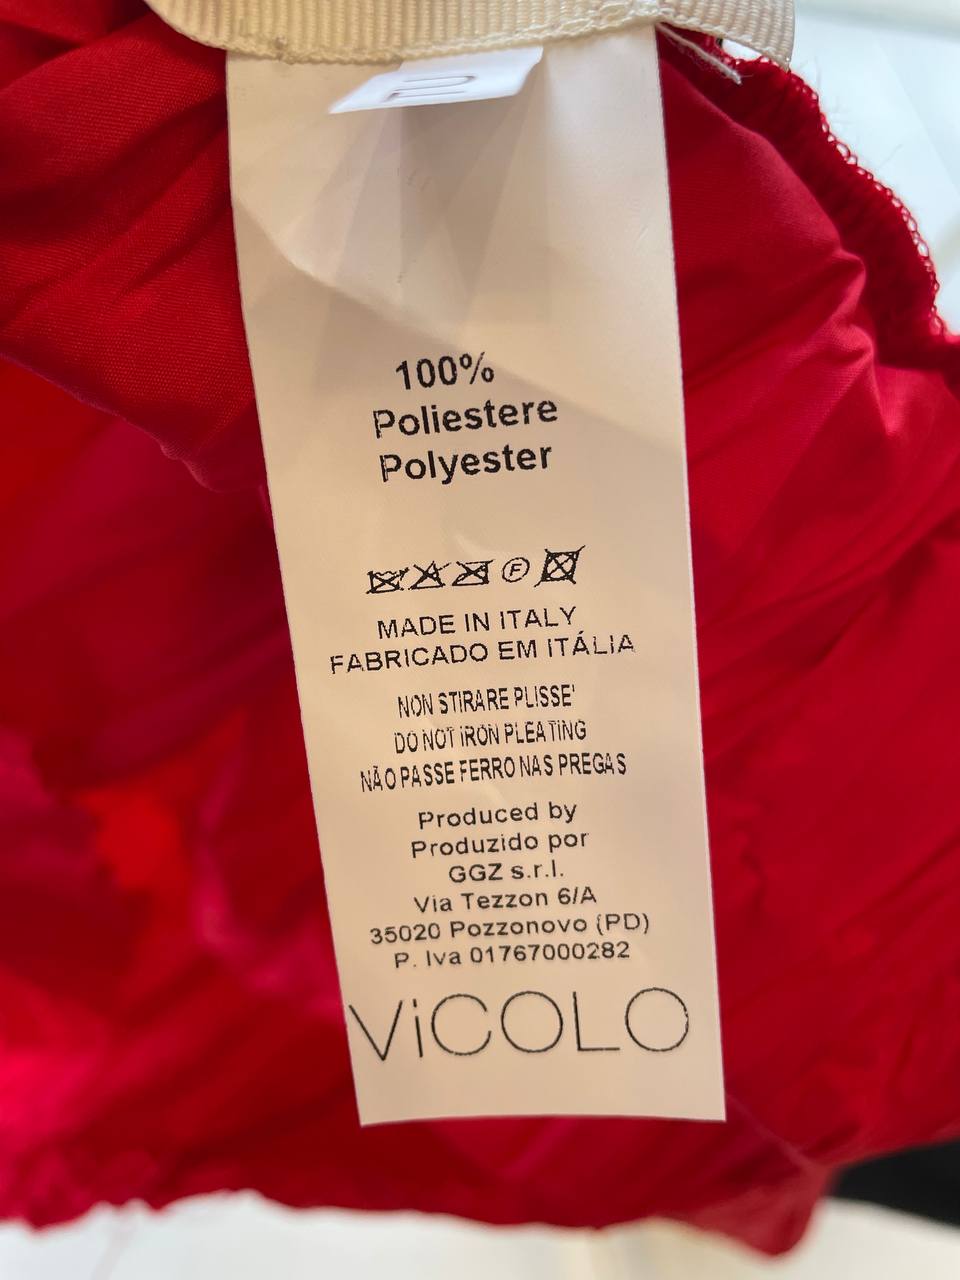 100%
Poliestere
Polyester
F
MADE IN ITALY
FABRICADO EM ITÁLIA
NON STIRARE PLISSE'
DO NOT IRON PLEATING
NÃO PASSE FERRO NAS PREGAS
Produced by
Produzido por
GGZ s.r.l.
Via Tezzon 6/A
35020 Pozzonovo (PD)
P. Iva 01767000282
ViCOLO